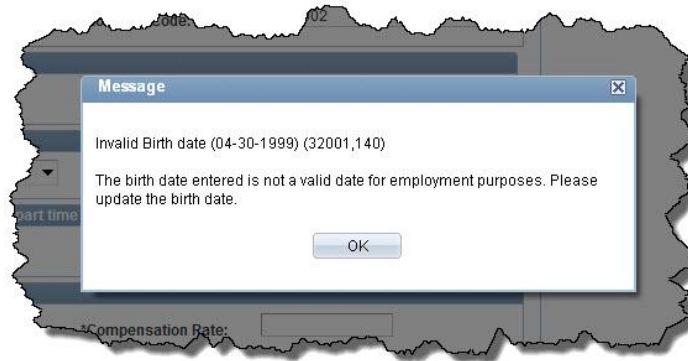 Code:
Message
Invalid Birth date (04-30-1999) (32001,140)
The birth date entered is not a valid date for employment purposes. Please
update the birth date.
part time
OK
*Compensation Rate: